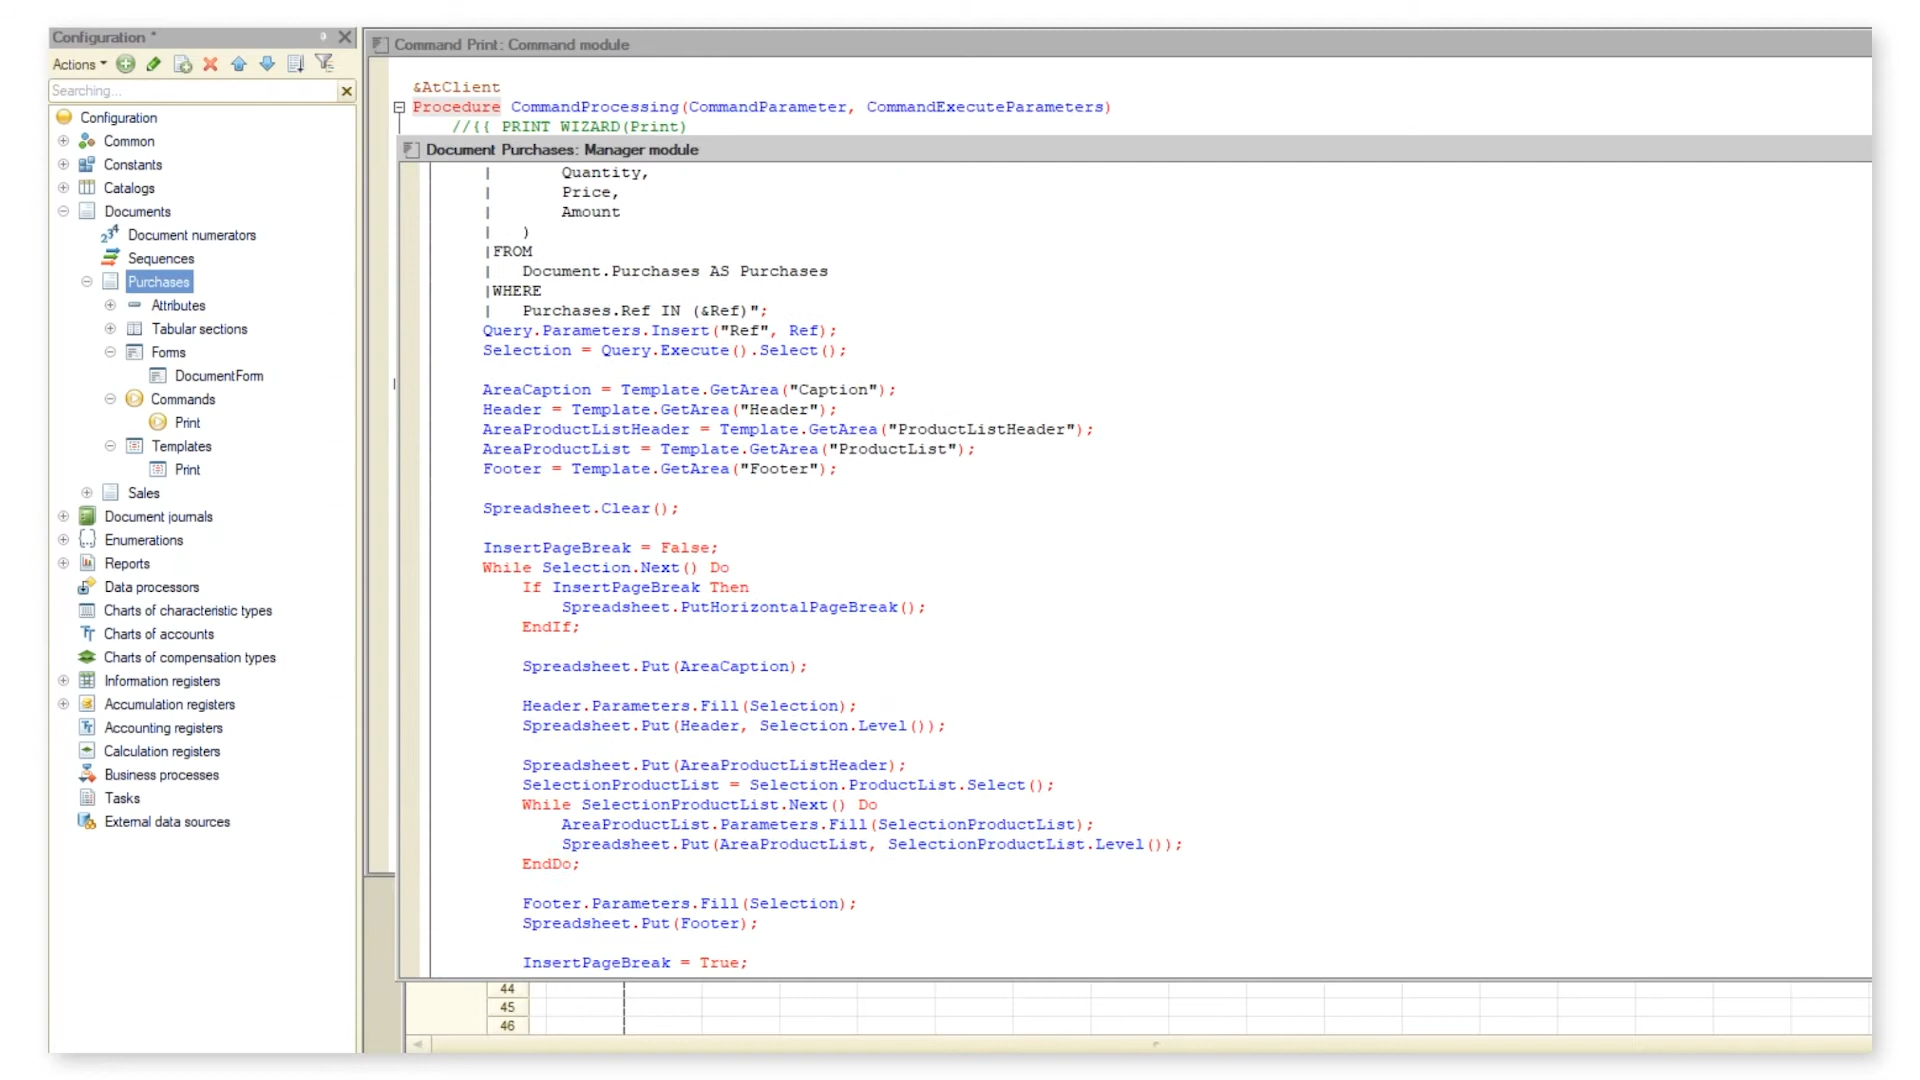 Configuration *
Actions
Searching...
Configuration
Common
Constants
Catalogs
Documents
Document numerators
Sequences
Purchases
Attributes
Tabular sections
Forms
DocumentForm
Commands
Print
Templates
Print
Sales
Document journals
Enumerations
Reports
Data processors
Charts of characteristic types
Charts of accounts
Charts of compensation types
Information registers
Accumulation registers
Accounting registers
Calculation registers
Business processes
Tasks
External data sources
Command Print: Command module
&AtClient
Procedure CommandProcessing(CommandParameter, CommandExecuteParameters)
//{{ PRINT WIZARD(Print)
Document Purchases: Manager module
| Quantity,
| Price,
| Amount
| )
|FROM
| Document.Purchases AS Purchases
|WHERE
| Purchases.Ref IN (&Ref)";
Query.Parameters.Insert("Ref", Ref);
Selection = Query.Execute().Select();
AreaCaption = Template.GetArea("Caption");
Header = Template.GetArea("Header");
AreaProductListHeader = Template.GetArea("ProductListHeader");
AreaProductList = Template.GetArea("ProductList");
Footer = Template.GetArea("Footer");
Spreadsheet.Clear();
InsertPageBreak = False;
While Selection.Next() Do
If InsertPageBreak Then
Spreadsheet.PutHorizontalPageBreak();
EndIf;
Spreadsheet.Put(AreaCaption);
Header.Parameters.Fill(Selection);
Spreadsheet.Put(Header, Selection.Level());
Spreadsheet.Put(AreaProductListHeader);
SelectionProductList = Selection.ProductList.Select();
While SelectionProductList.Next() Do
AreaProductList.Parameters.Fill(SelectionProductList);
Spreadsheet.Put(AreaProductList, SelectionProductList.Level());
EndDo;
Footer.Parameters.Fill(Selection);
Spreadsheet.Put(Footer);
InsertPageBreak = True;
44
45
46